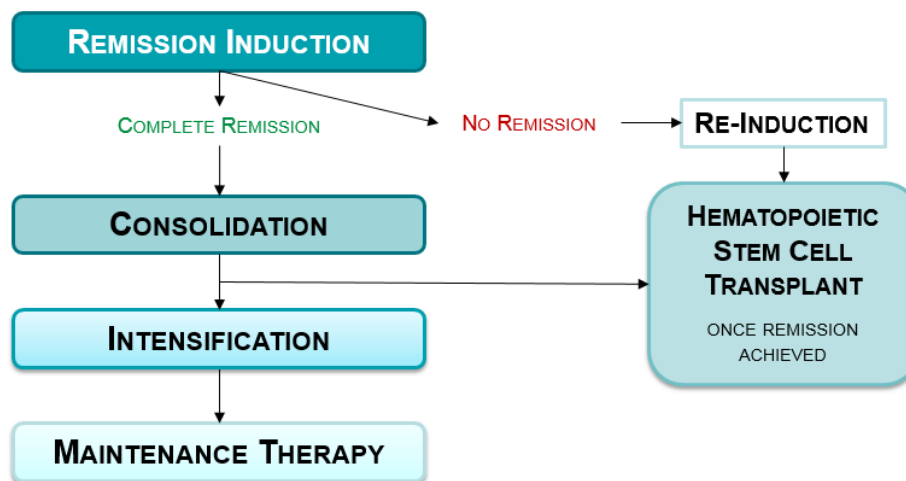 REMISSION INDUCTION
COMPLETE REMISSION
NO REMISSION
RE-INDUCTION
CONSOLIDATION
HEMATOPOIETIC
STEM CELL
TRANSPLANT
ONCE REMISSION
ACHIEVED
INTENSIFICATION
MAINTENANCE THERAPY